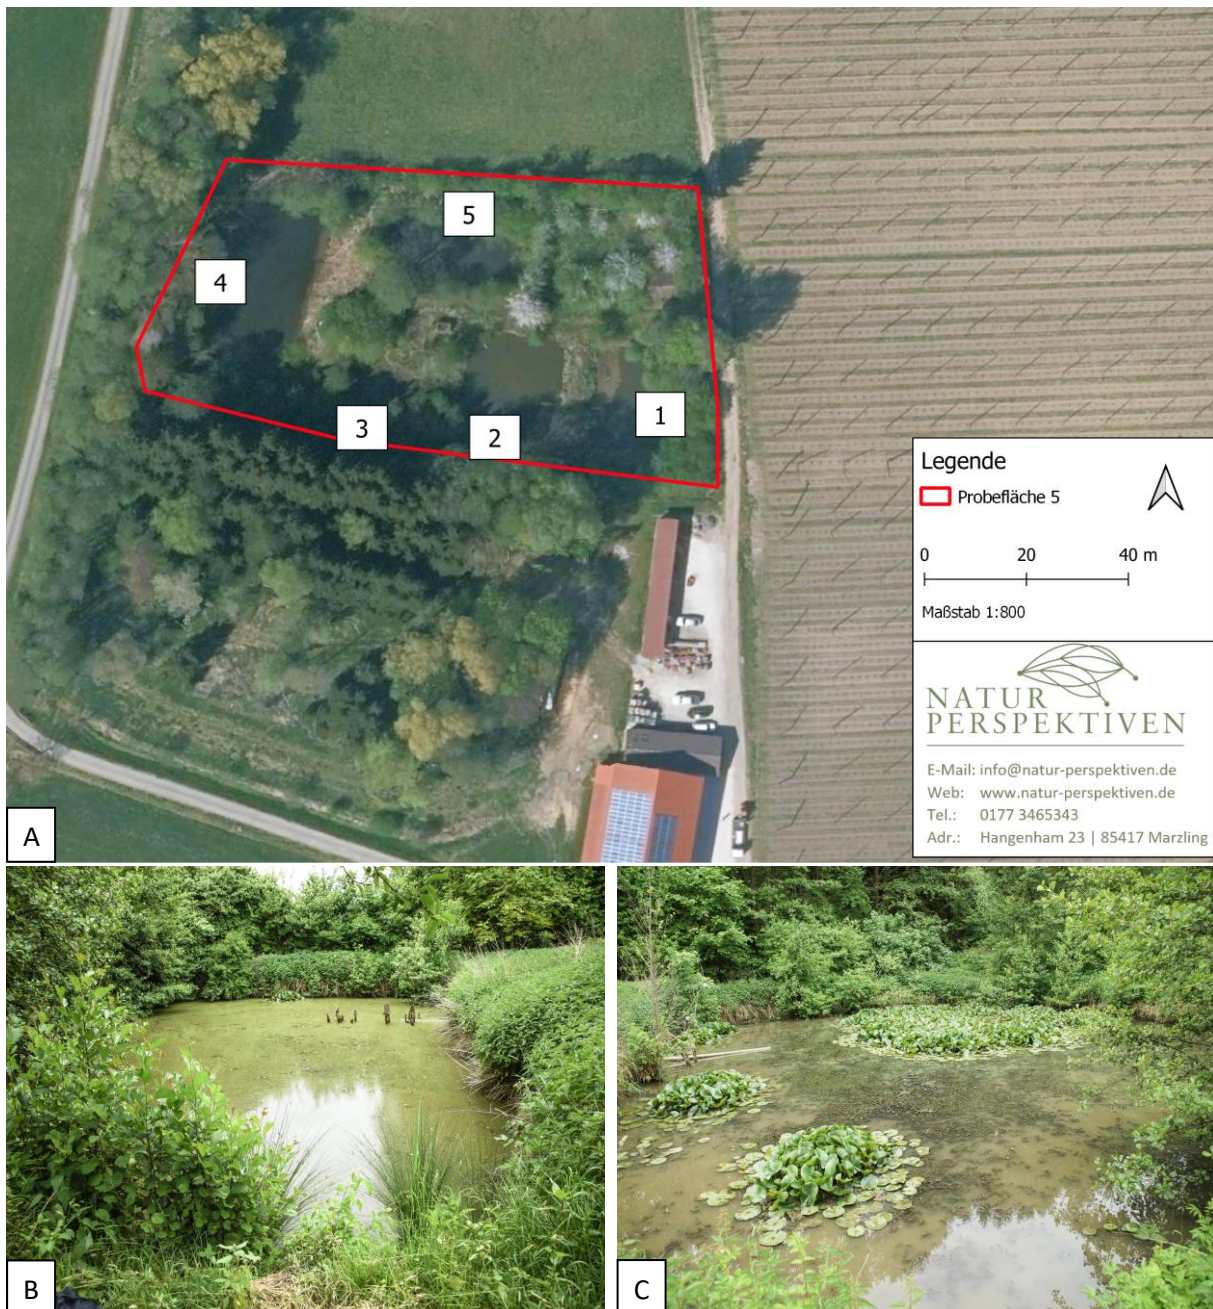 5
4
3
2
1
Legende
Probefläche 5
0 20 40 m
Maßstab 1:800
NATUR
PERSPEKTIVEN
E-Mail: info@natur-perspektiven.de
Web: www.natur-perspektiven.de
Tel.: 0177 3465343
Adr.: Hangenham 23 | 85417 Marzling
A
B
C